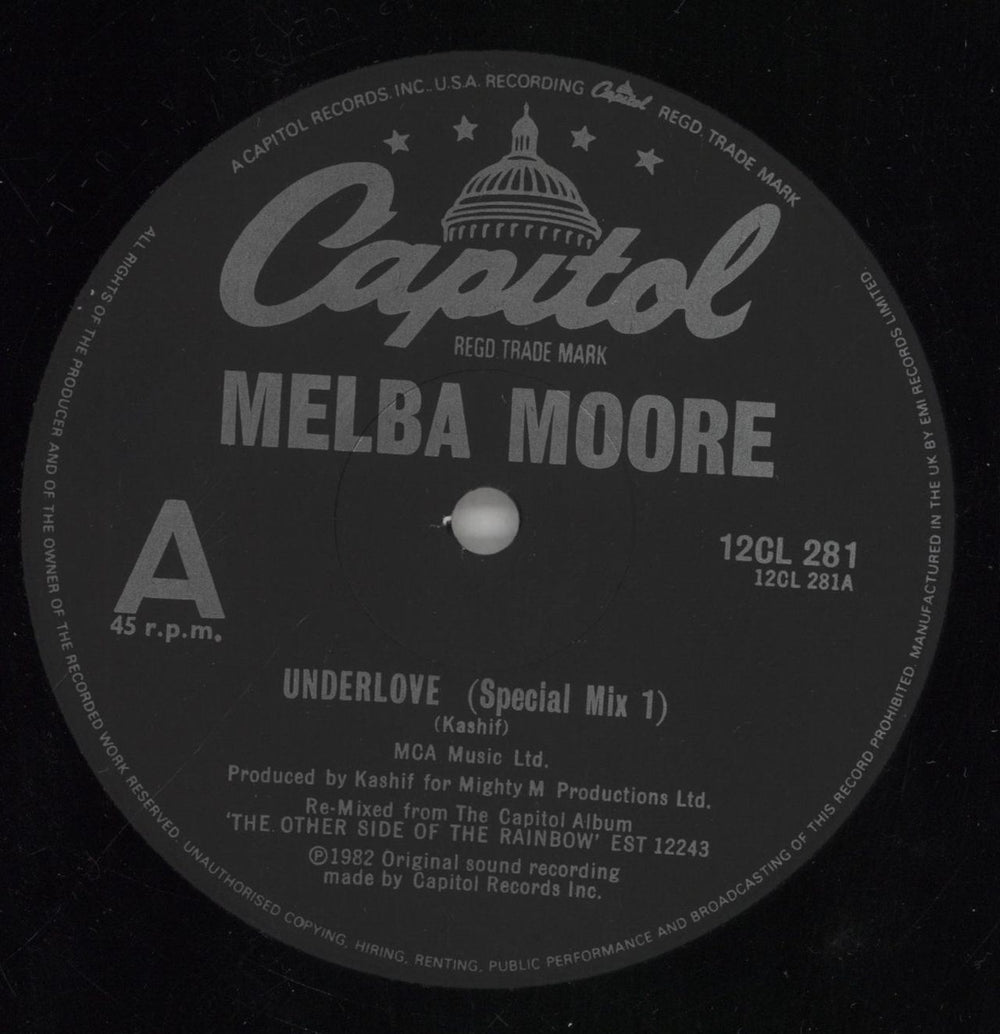 A CAPITOL RECORDS. INC.. U.S.A. RECORDING Capitol REGD. TRADE MARK
Capitol
REGD TRADE MARK
MELBA MOORE
A
45 r.p.m.
12CL 281
12CL 281A
UNDERLOVE (Special Mix 1)
(Kashif)
MCA Music Ltd.
Produced by Kashif for Mighty M Productions Ltd.
Re-Mixed from The Capitol Album
'THE OTHER SIDE OF THE RAINBOW' EST 12243
℗1982 Original sound recording
made by Capitol Records Inc.
ALL RIGHTS OF THE PRODUCER AND OF THE OWNER OF THE RECORDED WORK RESERVED. UNAUTHORISED COPYING, HIRING, RENTING, PUBLIC PERFORMANCE AND BROADCASTING OF THIS RECORD PROHIBITED. MANUFACTURED IN THE UK BY EMI RECORDS LIMITED.